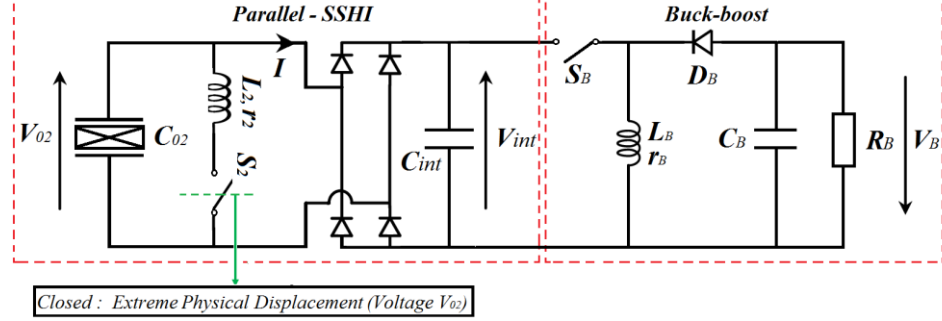 Parallel - SSHI
Buck-boost
I
L2, r2
V02
C02
S2
Cint
Vint
SB
DB
LB
rB
CB
RB
VB
Closed : Extreme Physical Displacement (Voltage V02)